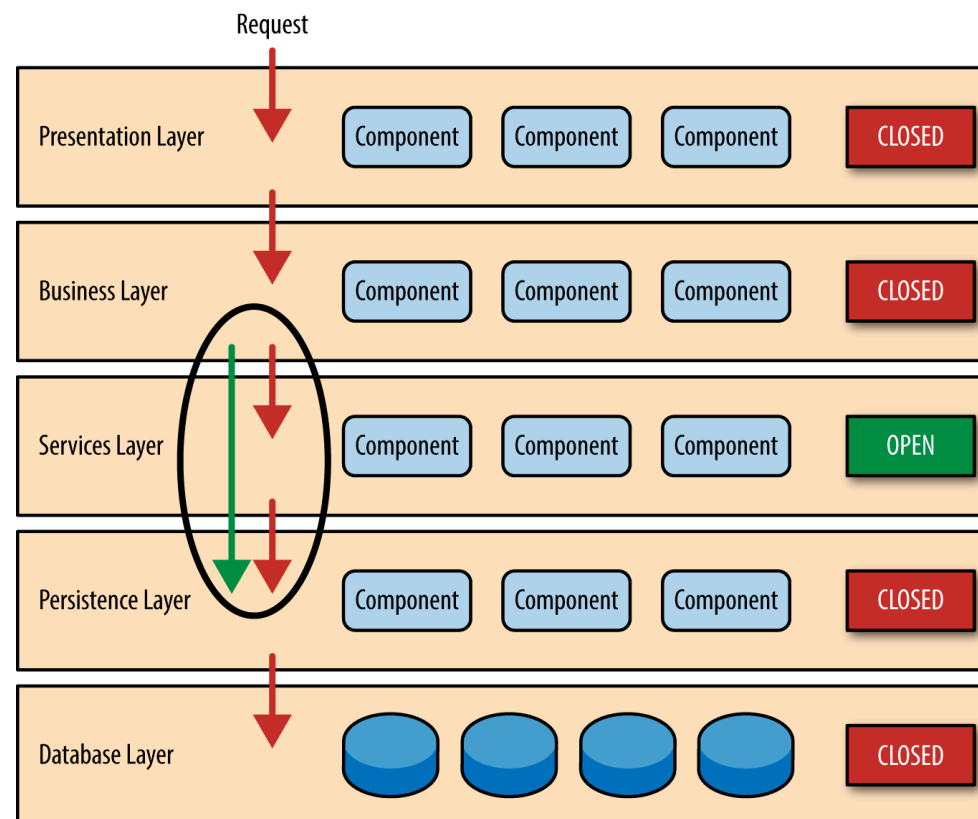 Request
Presentation Layer Component Component Component CLOSED
Business Layer Component Component Component CLOSED
Services Layer Component Component Component OPEN
Persistence Layer Component Component Component CLOSED
Database Layer CLOSED